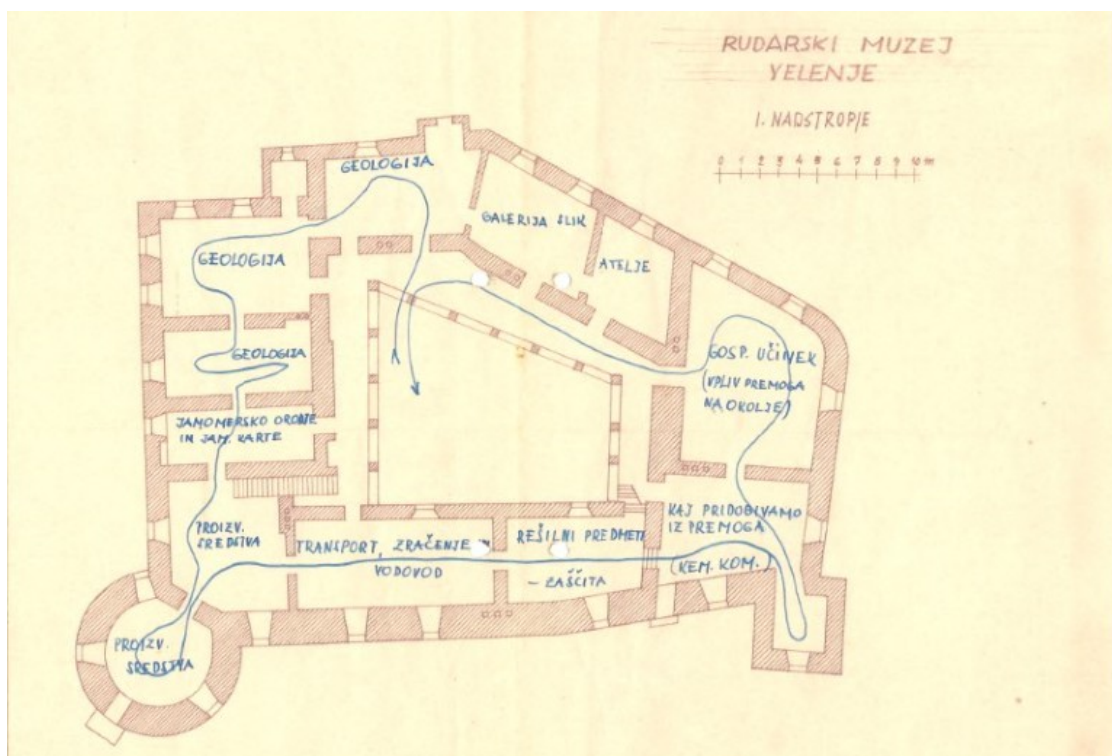 RUDARSKI MUZEJ
VELENJE
I. NADSTROPJE
0 1 2 3 4 5 6 7 8 9 10 m
GEOLOGIJA
GALERIJA SLIK
ATELJE
GEOLOGIJA
GEOLOGIJA
GOSP. UČINEK
(VPLIV PREMOGA
NA OKOLJE)
JAMOMERSKO ORODJE
IN JAM. KARTE
PROIZV.
SREDSTVA
TRANSPORT, ZRAČENJE IN
VODOVOD
REŠILNI PREDMETI
- ZAŠČITA
KAJ PRIDOBIVAMO
IZ PREMOGA
(KEM. KOM.)
PROIZV.
SREDSTVA